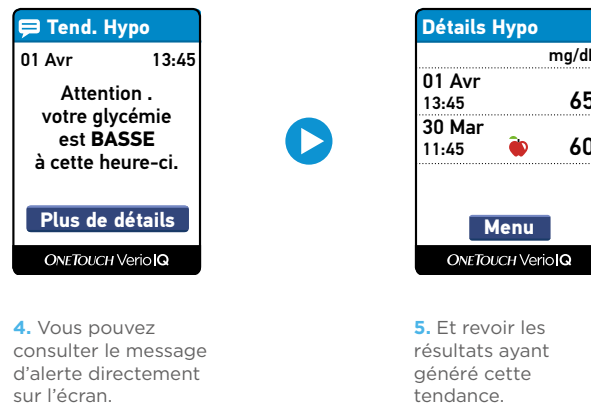 Tend. Hypo
01 Avr 13:45
Attention .
votre glycémie
est BASSE
à cette heure-ci.
Plus de détails
ONETOUCH Verio IQ
4. Vous pouvez
consulter le message
d'alerte directement
sur l'écran.
Détails Hypo
mg/dl
01 Avr
13:45 65
30 Mar
11:45 60
Menu
ONETOUCH Verio IQ
5. Et revoir les
résultats ayant
généré cette
tendance.